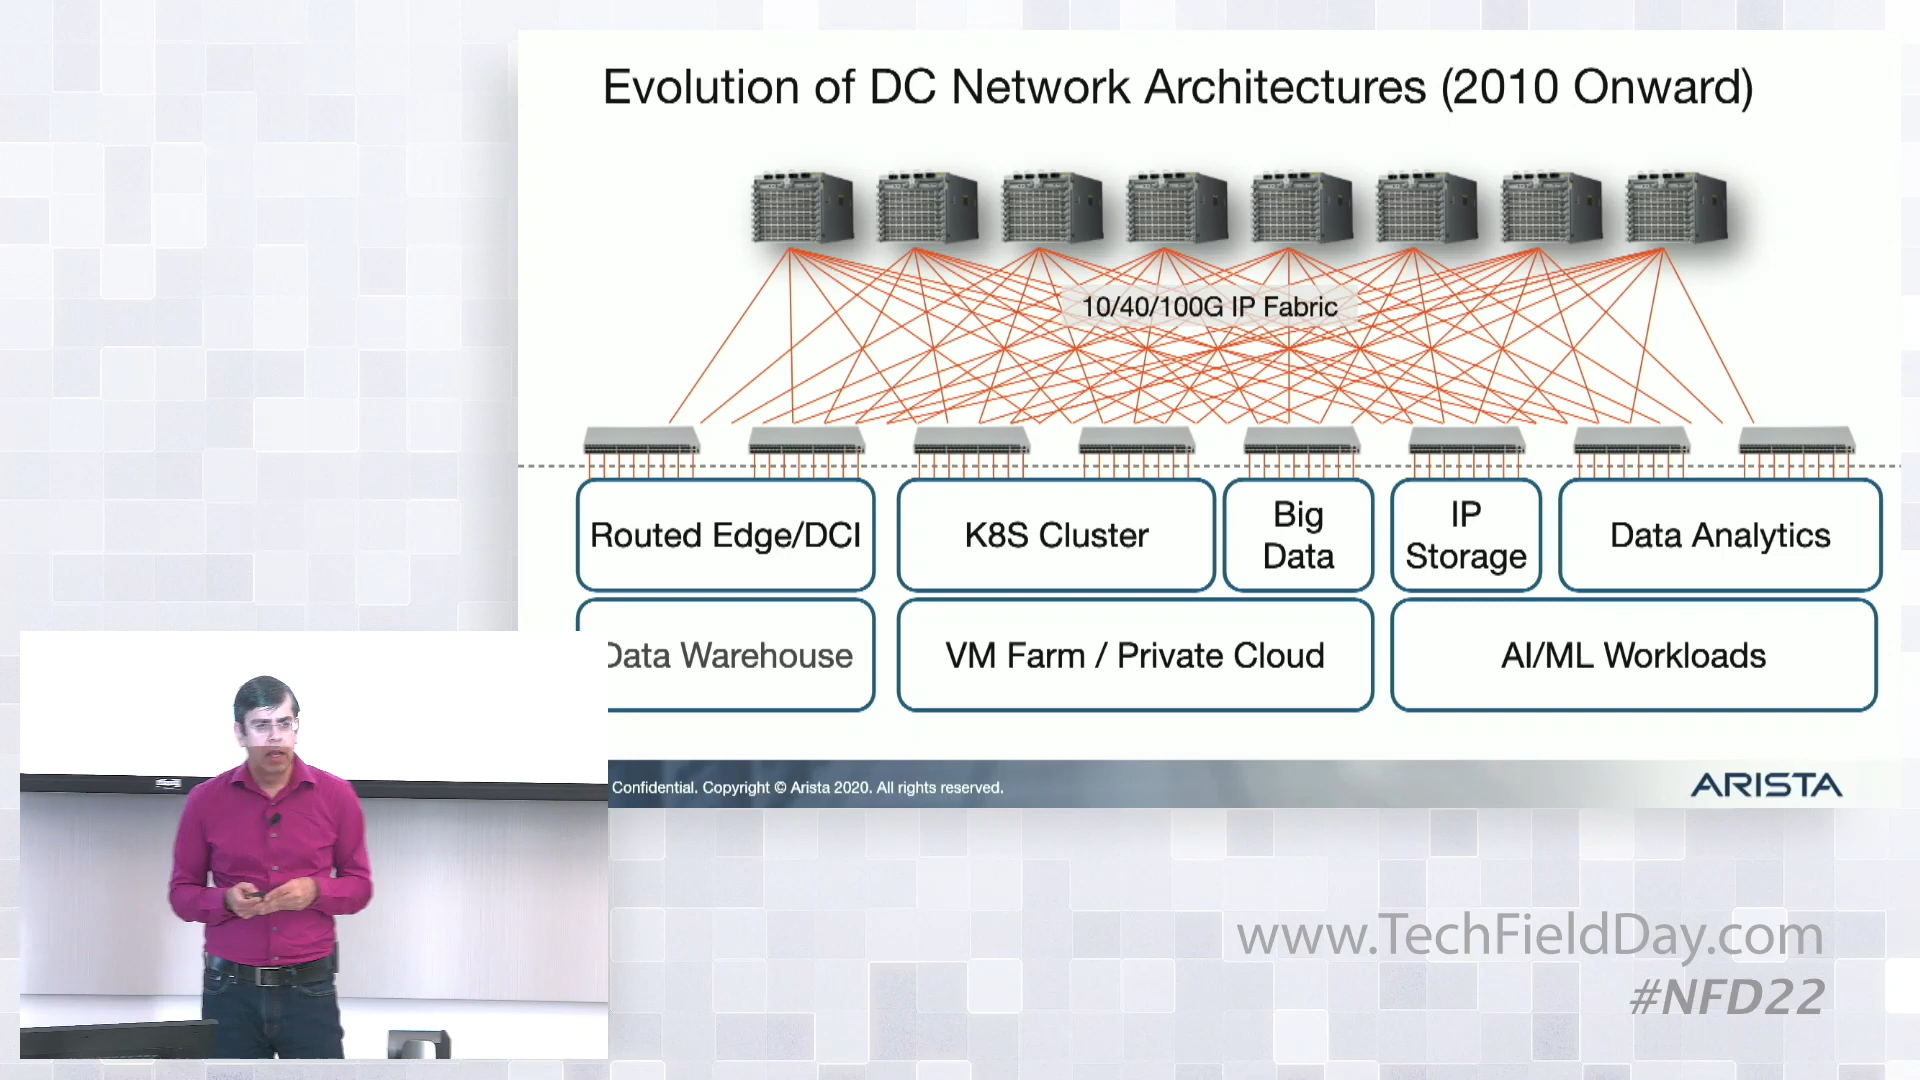 Evolution of DC Network Architectures (2010 Onward)
10/40/100G IP Fabric
Routed Edge/DCI
K8S Cluster
Big
Data
IP
Storage
Data Analytics
Data Warehouse
VM Farm / Private Cloud
AI/ML Workloads
Confidential. Copyright © Arista 2020. All rights reserved.
ARISTA
www.TechFieldDay.com
#NFD22